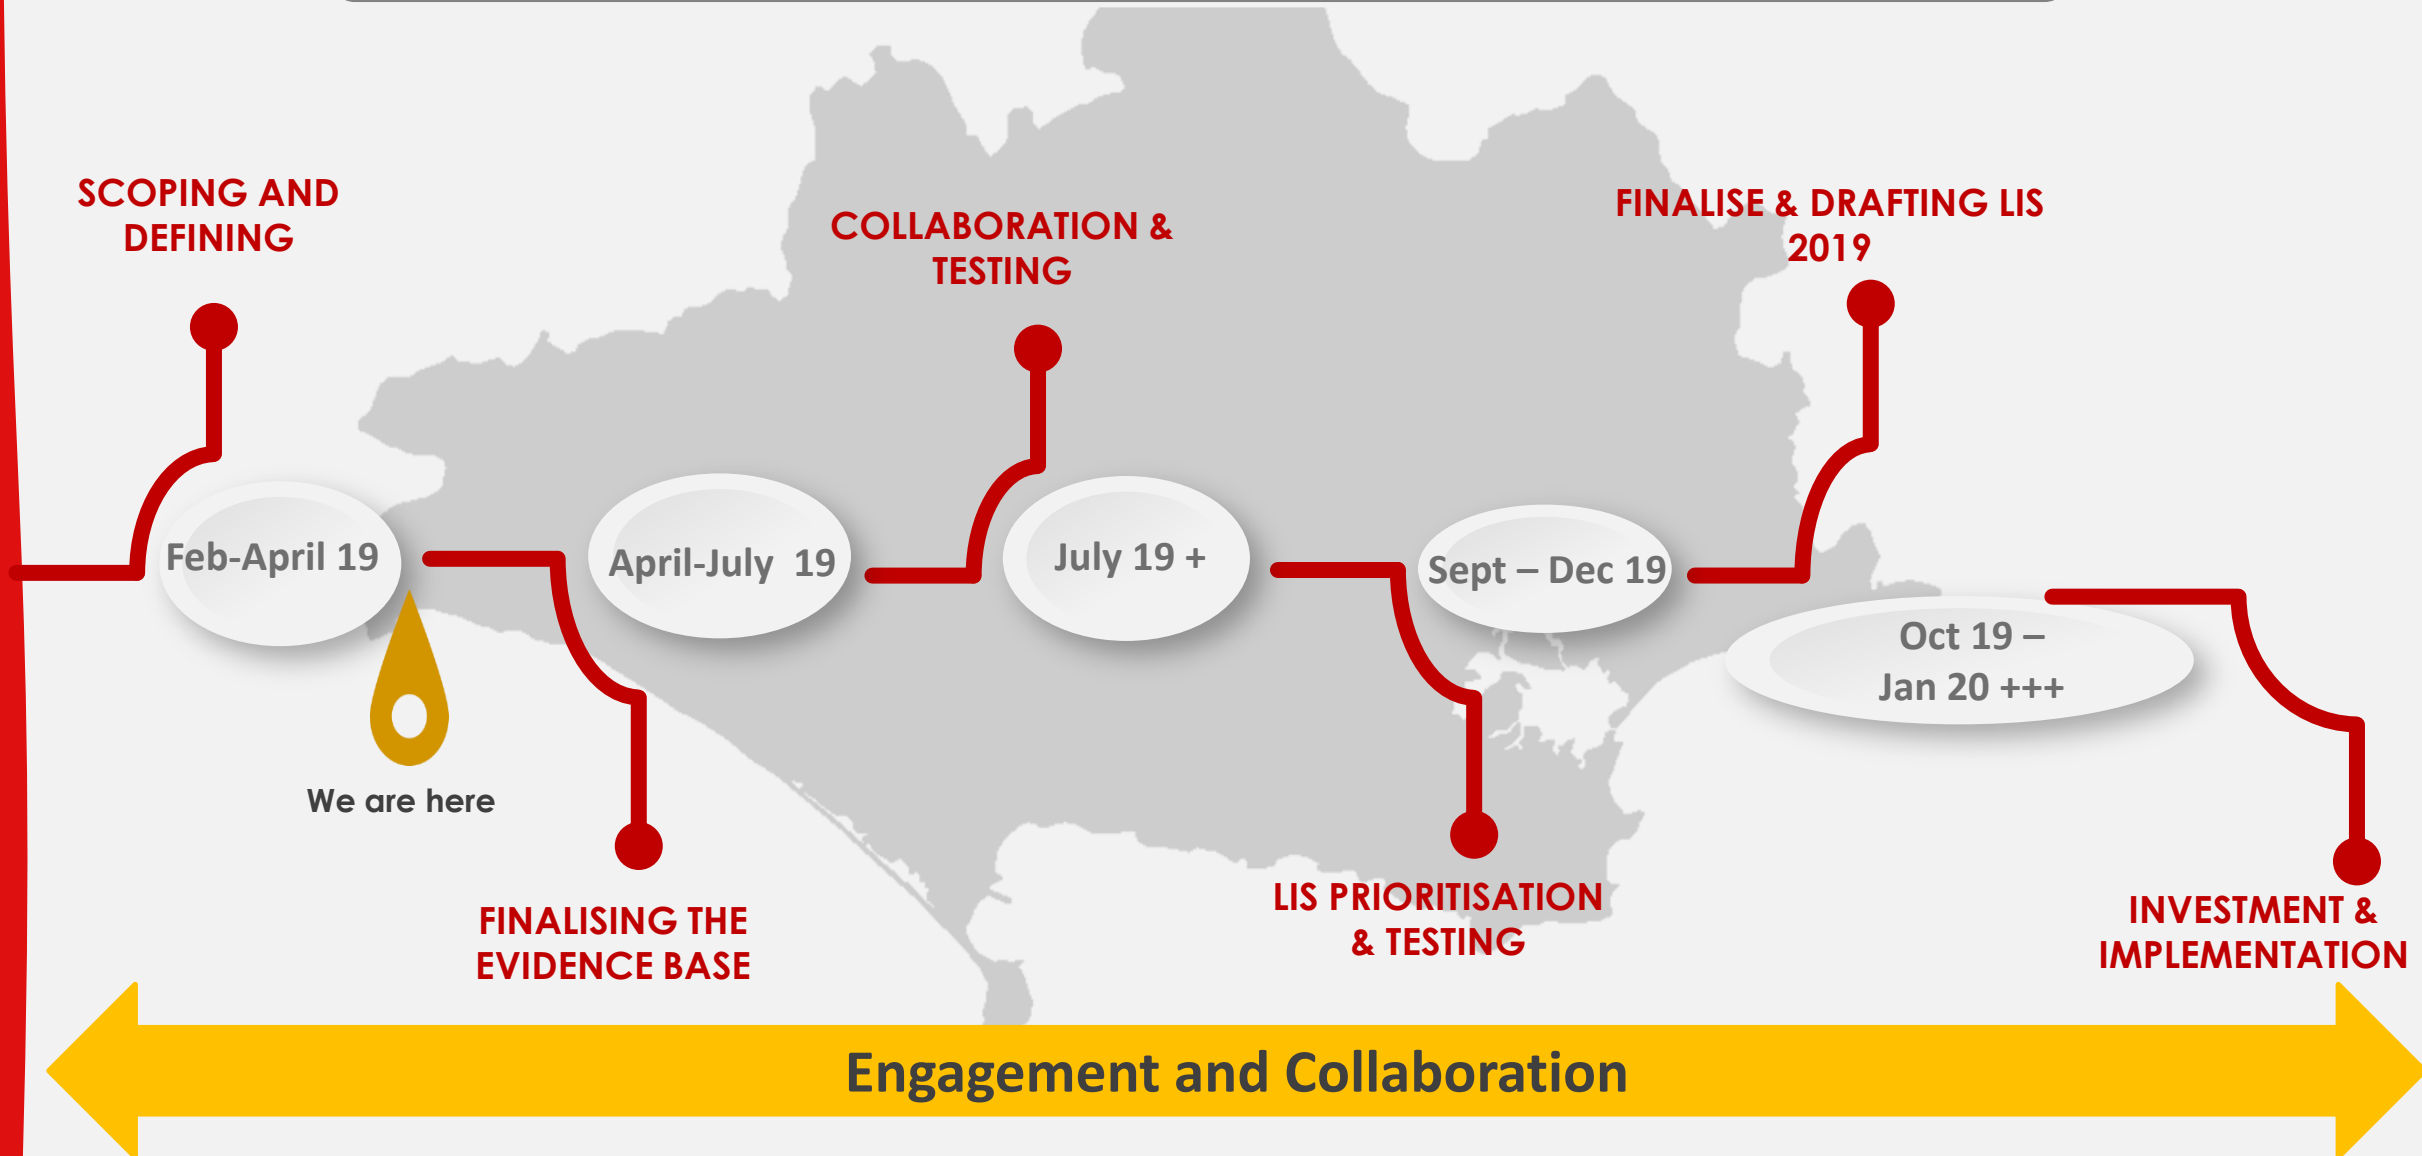 SCOPING AND
DEFINING
COLLABORATION &
TESTING
FINALISE & DRAFTING LIS
2019
Feb-April 19
April-July 19
July 19 +
Sept – Dec 19
Oct 19 –
Jan 20 +++
We are here
FINALISING THE
EVIDENCE BASE
LIS PRIORITISATION
& TESTING
INVESTMENT &
IMPLEMENTATION
Engagement and Collaboration